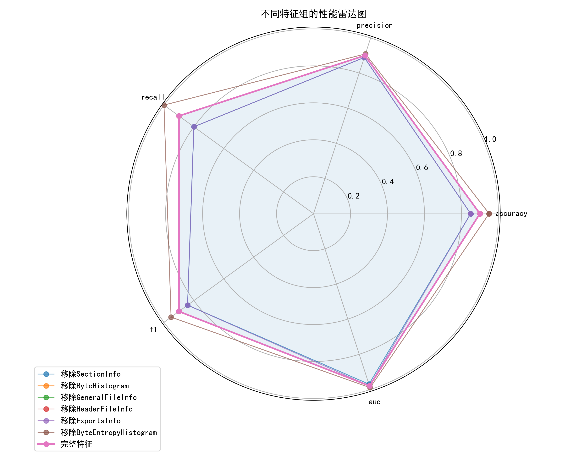 不同特征组的性能雷达图
precision
recall
1.0
0.8
0.6
0.4
0.2
accuracy
f1
auc
移除SectionInfo
移除ByteHistogram
移除GeneralFileInfo
移除HeaderFileInfo
移除ExportsInfo
移除ByteEntropyHistogram
完整特征